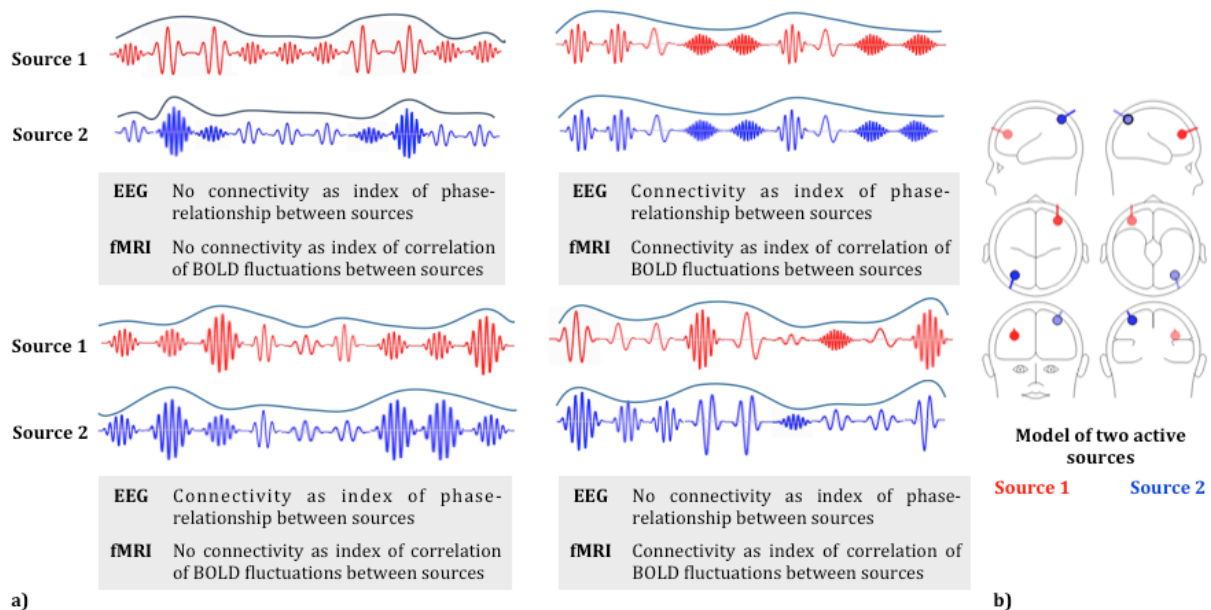 Source 1
Source 2
EEG No connectivity as index of phase-
relationship between sources
fMRI No connectivity as index of correlation
of BOLD fluctuations between sources
EEG Connectivity as index of phase-
relationship between sources
fMRI Connectivity as index of correlation of
BOLD fluctuations between sources
Source 1
Source 2
EEG Connectivity as index of phase-
relationship between sources
fMRI No connectivity as index of correlation
of BOLD fluctuations between sources
EEG No connectivity as index of phase-
relationship between sources
fMRI Connectivity as index of correlation of
BOLD fluctuations between sources
Model of two active
sources
Source 1 Source 2
a)
b)